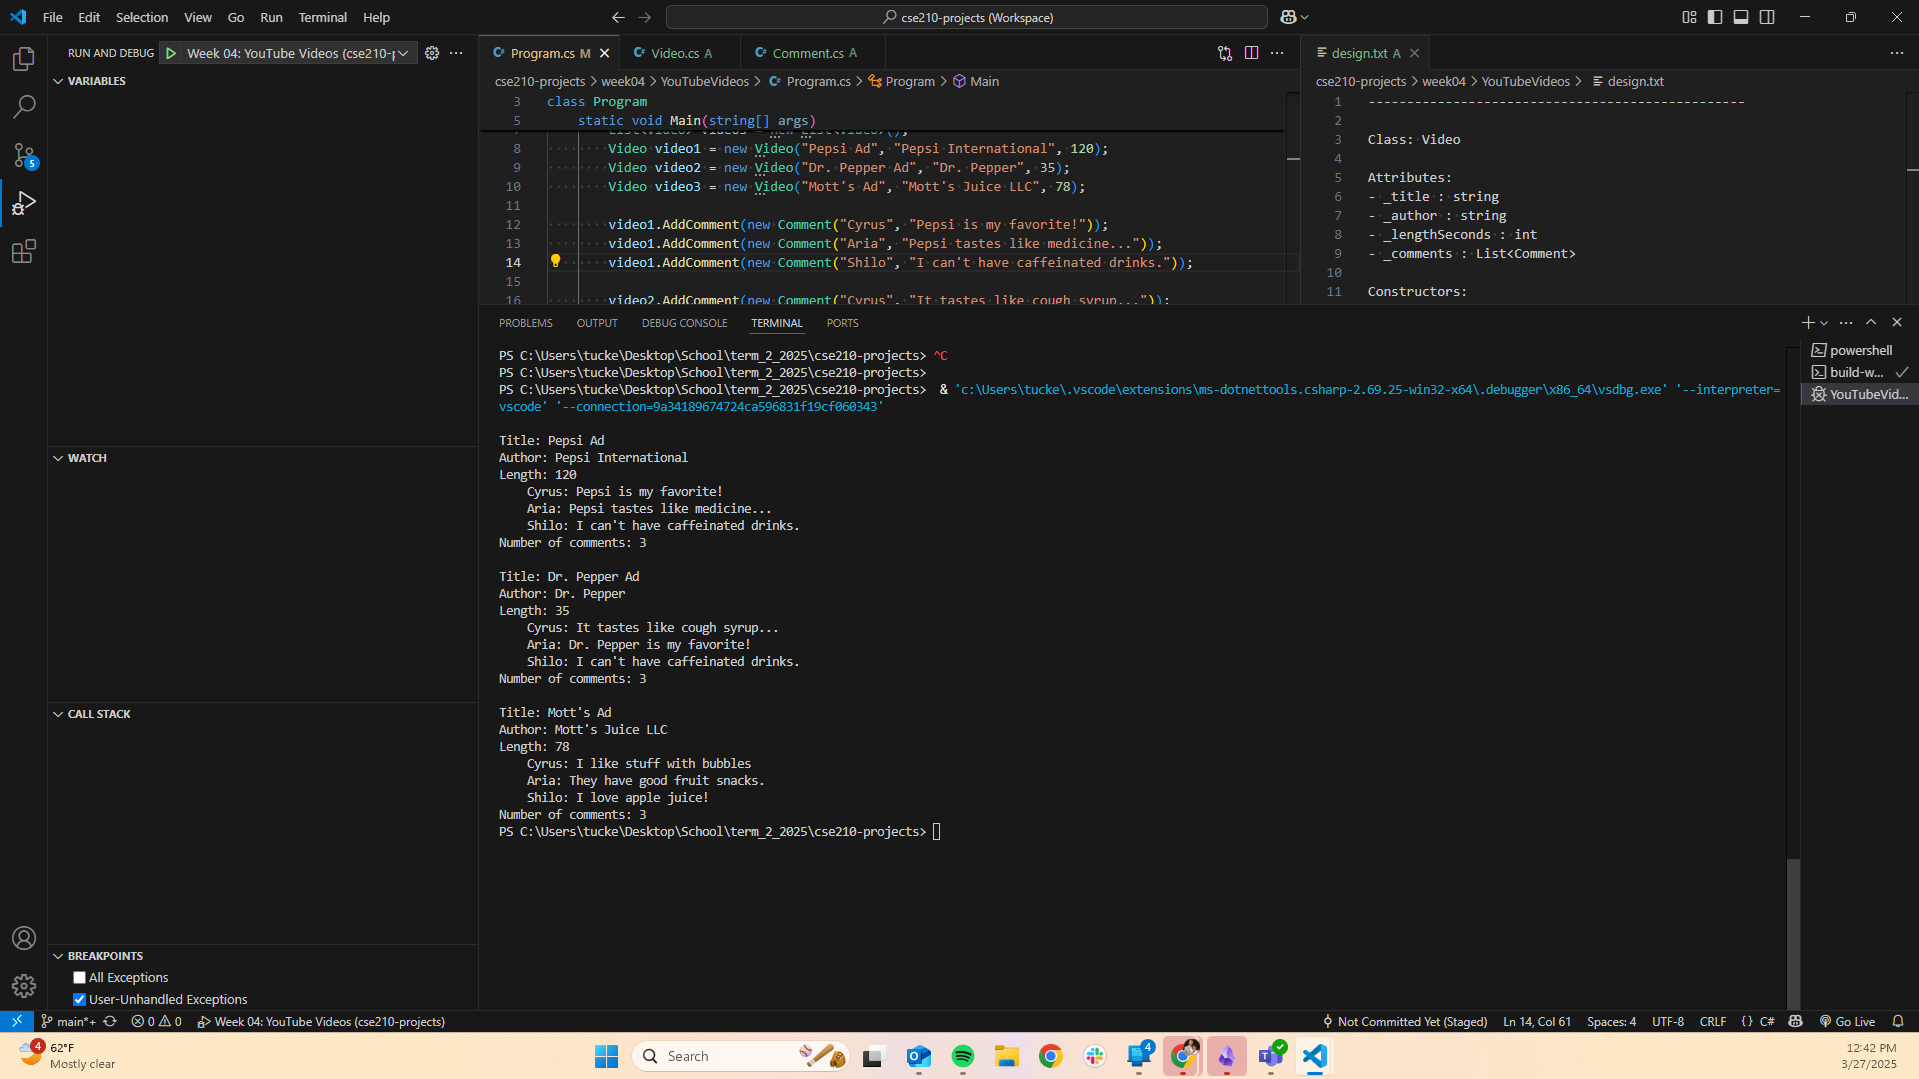 File Edit Selection View Go Run Terminal Help
cse210-projects (Workspace)
RUN AND DEBUG Week 04: YouTube Videos (cse210-p
VARIABLES
WATCH
CALL STACK
BREAKPOINTS
All Exceptions
User-Unhandled Exceptions
5
Program.cs M Video.cs A Comment.cs A
cse210-projects > week04 > YouTubeVideos > Program.cs > Program > Main
3 class Program
5 static void Main(string[] args)
List<Video> videos = new List<Video>();
8 Video video1 = new Video("Pepsi Ad", "Pepsi International", 120);
9 Video video2 = new Video("Dr. Pepper Ad", "Dr. Pepper", 35);
10 Video video3 = new Video("Mott's Ad", "Mott's Juice LLC", 78);
11
12 video1.AddComment(new Comment("Cyrus", "Pepsi is my favorite!"));
13 video1.AddComment(new Comment("Aria", "Pepsi tastes like medicine..."));
14 video1.AddComment(new Comment("Shilo", "I can't have caffeinated drinks."));
15
16 video2.AddComment(new Comment("Cyrus", "It tastes like cough syrup..."));
design.txt A
cse210-projects > week04 > YouTubeVideos > design.txt
1 -------------------------------------------------
2
3 Class: Video
4
5 Attributes:
6 - _title : string
7 - _author : string
8 - _lengthSeconds : int
9 - _comments : List<Comment>
10
11 Constructors:
PROBLEMS OUTPUT DEBUG CONSOLE TERMINAL PORTS
PS C:\Users\tucke\Desktop\School\term_2_2025\cse210-projects> ^C
PS C:\Users\tucke\Desktop\School\term_2_2025\cse210-projects>
PS C:\Users\tucke\Desktop\School\term_2_2025\cse210-projects> & 'c:\Users\tucke\.vscode\extensions\ms-dotnettools.csharp-2.69.25-win32-x64\.debugger\x86_64\vsdbg.exe' '--interpreter=
vscode' '--connection=9a34189674724ca596831f19cf060343'
Title: Pepsi Ad
Author: Pepsi International
Length: 120
Cyrus: Pepsi is my favorite!
Aria: Pepsi tastes like medicine...
Shilo: I can't have caffeinated drinks.
Number of comments: 3
Title: Dr. Pepper Ad
Author: Dr. Pepper
Length: 35
Cyrus: It tastes like cough syrup...
Aria: Dr. Pepper is my favorite!
Shilo: I can't have caffeinated drinks.
Number of comments: 3
Title: Mott's Ad
Author: Mott's Juice LLC
Length: 78
Cyrus: I like stuff with bubbles
Aria: They have good fruit snacks.
Shilo: I love apple juice!
Number of comments: 3
PS C:\Users\tucke\Desktop\School\term_2_2025\cse210-projects>
powershell
build-w...
YouTubeVid...
main*+ 0 0 Week 04: YouTube Videos (cse210-projects)
Not Committed Yet (Staged) Ln 14, Col 61 Spaces: 4 UTF-8 CRLF {} C# Go Live
4
62°F
Mostly clear
Search
4
12:42 PM
3/27/2025